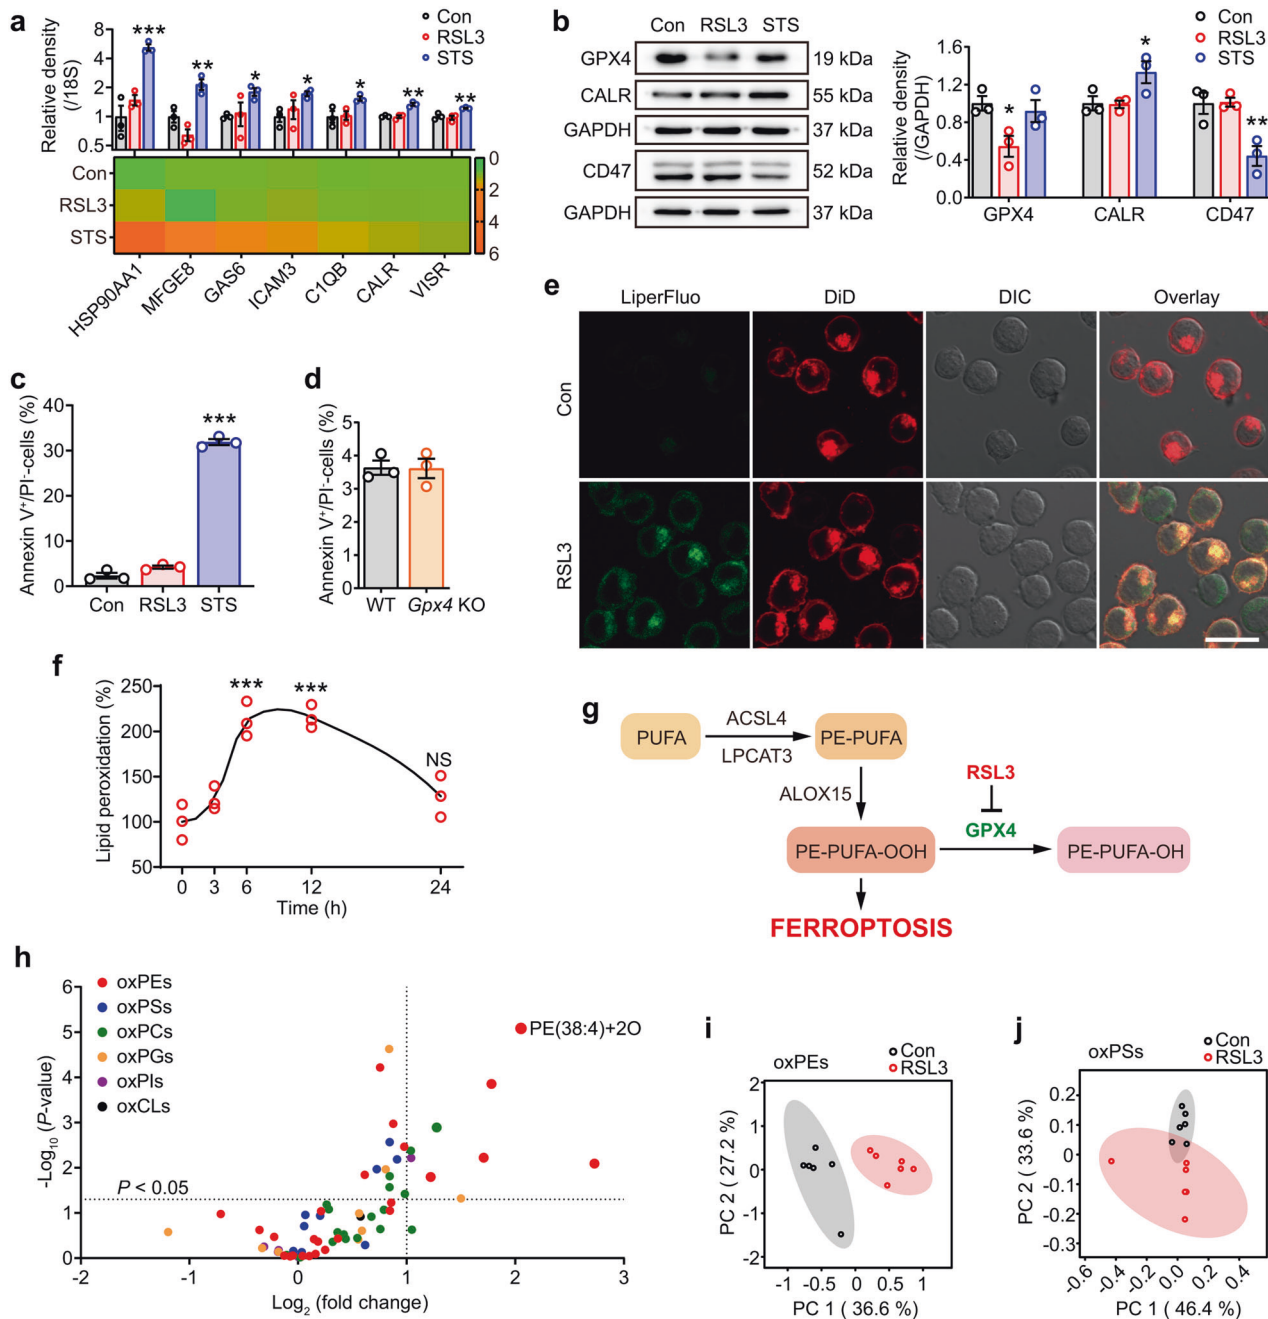 a
Relative density
(/18S)
8
4
2
1
0.5
***
**
*
*
*
**
**
Con
RSL3
STS
Con
RSL3
STS
0
2
4
6
HSP90AA1
MFGE8
GAS6
ICAM3
C1QB
CALR
VISR
b
Con RSL3 STS
GPX4 19 kDa
CALR 55 kDa
GAPDH 37 kDa
CD47 52 kDa
GAPDH 37 kDa
Relative density
(/GAPDH)
1.6
1.2
0.8
0.4
0.0
*
*
**
Con
RSL3
STS
GPX4 CALR CD47
c
Annexin V+/PI--cells (%)
40
30
20
10
0
***
Con RSL3 STS
d
Annexin V+/PI--cells (%)
5
4
3
2
1
0
WT Gpx4 KO
e
LiperFluo DiD DIC Overlay
Con
RSL3
f
Lipid peroxidation (%)
250
200
150
100
50
*** ***
NS
0 3 6 12 24
Time (h)
g
PUFA
ACSL4
LPCAT3
PE-PUFA
ALOX15
RSL3
GPX4
PE-PUFA-OOH
PE-PUFA-OH
FERROPTOSIS
h
-Log10 (P-value)
6
5
4
3
2
1
0
oxPEs
oxPSs
oxPCs
oxPGs
oxPIs
oxCLs
PE(38:4)+2O
P < 0.05
-2 -1 0 1 2 3
Log2 (fold change)
i
oxPEs
Con
RSL3
PC 2 ( 27.2 %)
2
1
0
-1
-2
-1 -0.5 0 0.5 1
PC 1 ( 36.6 %)
j
oxPSs
Con
RSL3
PC 2 ( 33.6 %)
0.2
0.1
0.0
-0.1
-0.2
-0.3
-0.6 -0.4 -0.2 0.0 0.2 0.4
PC 1 ( 46.4 %)